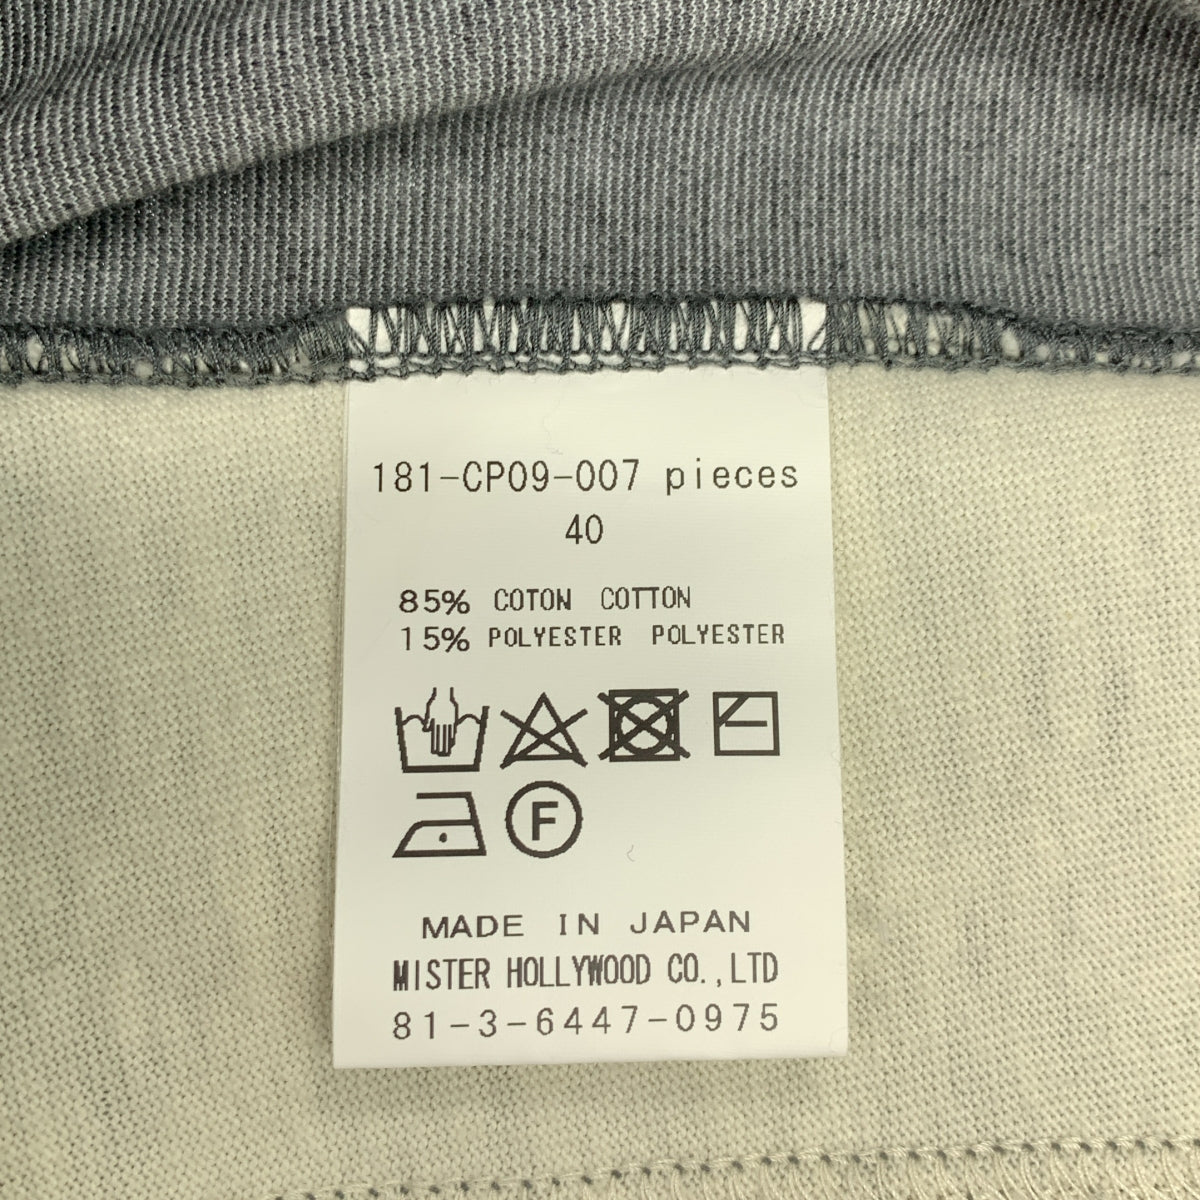 181-CP09-007 pieces
40
85% COTON COTTON
15% POLYESTER POLYESTER
F
MADE IN JAPAN
MISTER HOLLYWOOD CO.,LTD
81-3-6447-0975